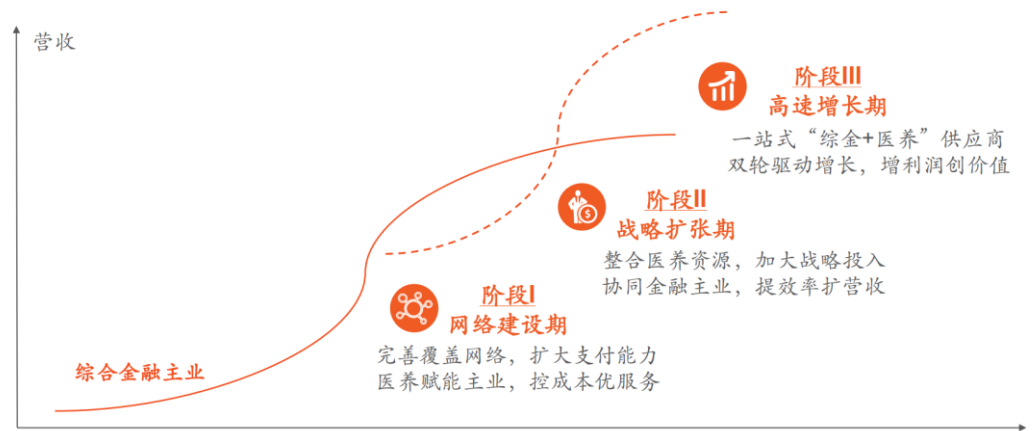 营收
阶段III
高速增长期
一站式“综金+医养”供应商
双轮驱动增长，增利润创价值
阶段II
战略扩张期
整合医养资源，加大战略投入
协同金融主业，提效率扩营收
阶段I
网络建设期
完善覆盖网络，扩大支付能力
医养赋能主业，控成本优服务
综合金融主业
$